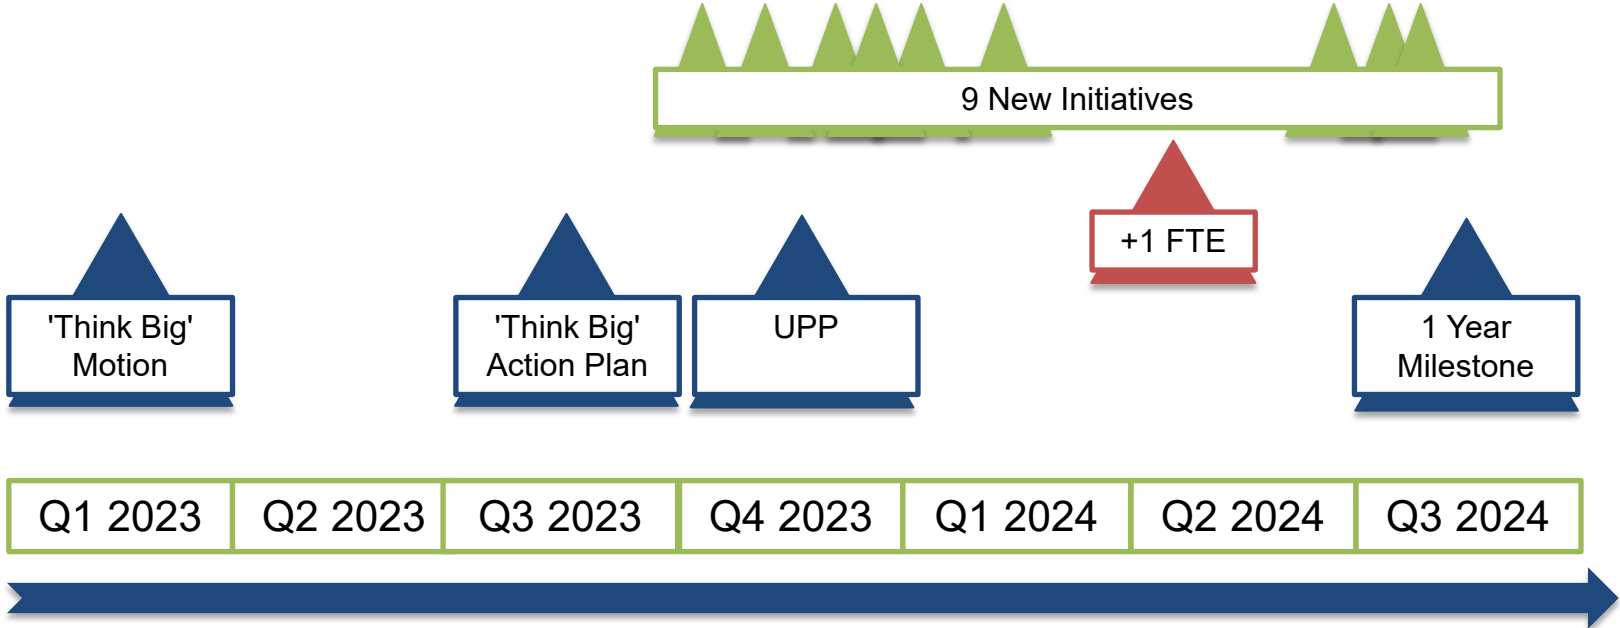 9 New Initiatives
+1 FTE
'Think Big'
Motion
'Think Big'
Action Plan
UPP
1 Year
Milestone
Q1 2023
Q2 2023
Q3 2023
Q4 2023
Q1 2024
Q2 2024
Q3 2024